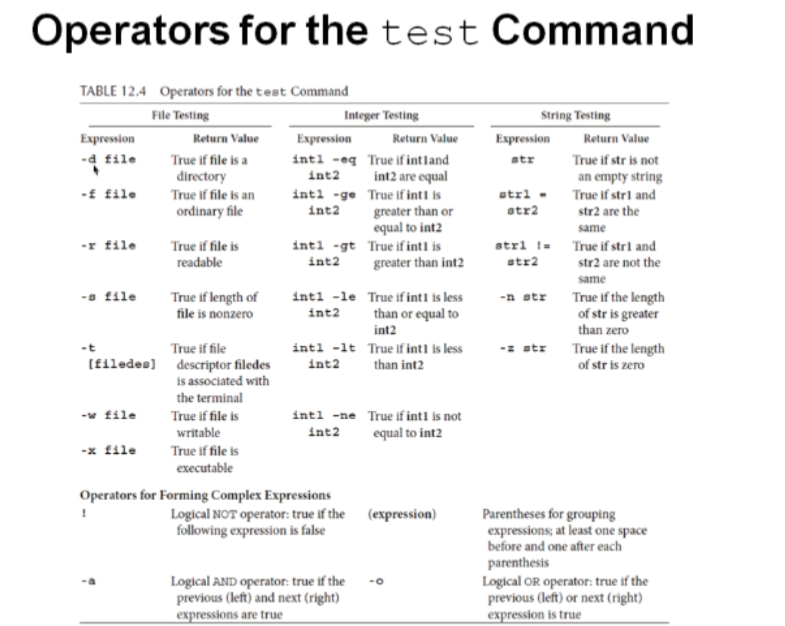 Operators for the test Command
TABLE 12.4 Operators for the test Command
File Testing Integer Testing String Testing
Expression Return Value Expression Return Value Expression Return Value
-d file True if file is a int1 -eq True if int1and str True if str is not
directory int2 int2 are equal an empty string
-f file True if file is an int1 -ge True if int1 is str1 = True if str1 and
ordinary file int2 greater than or str2 str2 are the
equal to int2 same
-r file True if file is int1 -gt True if int1 is str1 != True if str1 and
readable int2 greater than int2 str2 str2 are not the
same
-s file True if length of int1 -le True if int1 is less -n str True if the length
file is nonzero int2 than or equal to of str is greater
int2 than zero
-t True if file int1 -lt True if int1 is less -z str True if the length
[filedes] descriptor filedes int2 than int2 of str is zero
is associated with
the terminal
-w file True if file is int1 -ne True if int1 is not
writable int2 equal to int2
-x file True if file is
executable
Operators for Forming Complex Expressions
! Logical NOT operator: true if the (expression) Parentheses for grouping
following expression is false expressions; at least one space
before and one after each
parenthesis
-a Logical AND operator: true if the -o Logical OR operator: true if the
previous (left) and next (right) previous (left) or next (right)
expressions are true expression is true